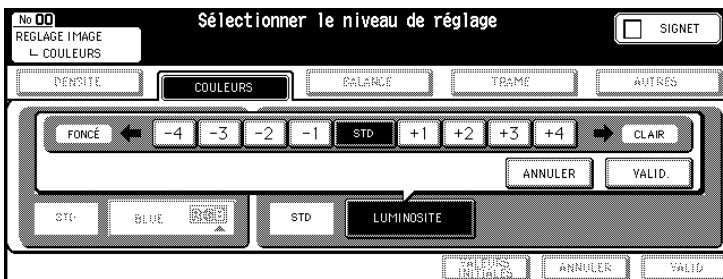 No 00
Sélectionner le niveau de réglage
SIGNET
REGLAGE IMAGE
COULEURS
DENSITE
COULEURS
BALANCE
TRAME
AUTRES
FONCÉ
-4 -3 -2 -1 STD +1 +2 +3 +4
CLAIR
ANNULER
VALID.
STD
BLUE
RGB
STD
LUMINOSITE
VALEURS
INITIALES
ANNULER
VALID